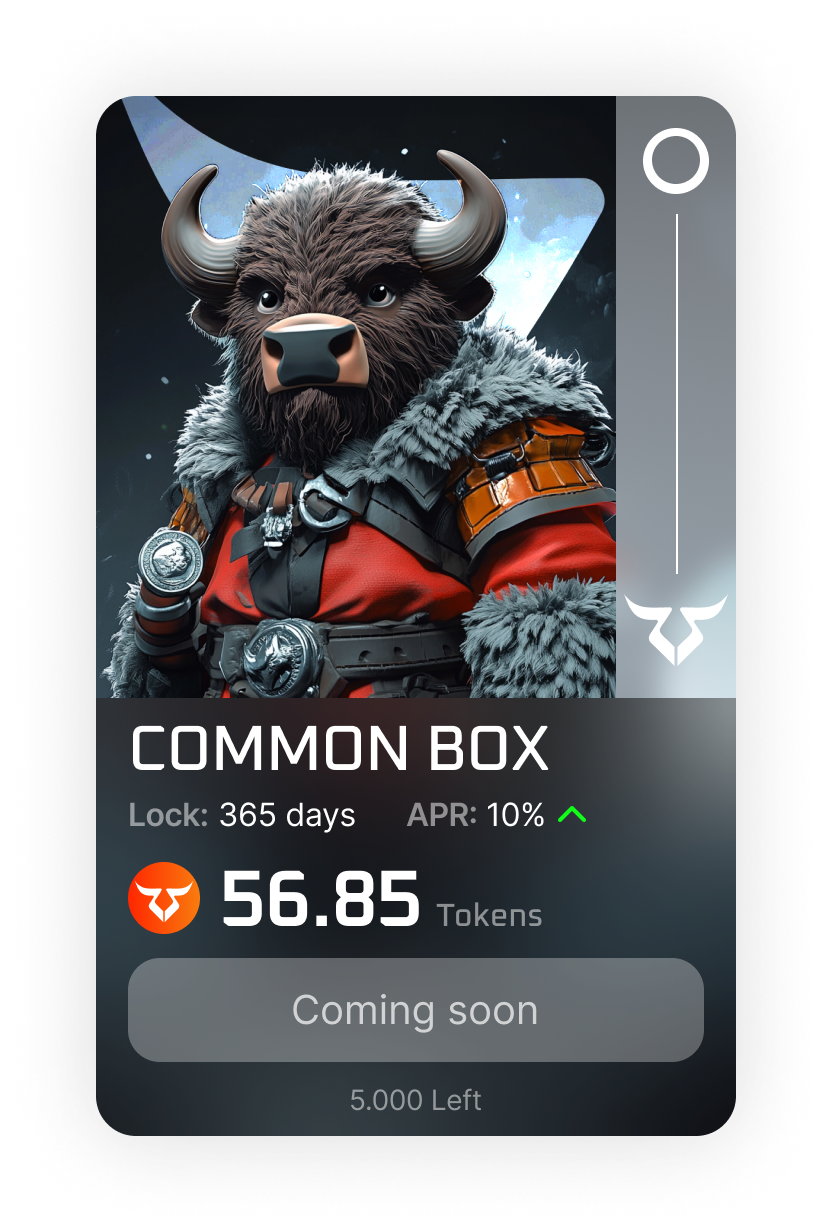 COMMON BOX
Lock: 365 days APR: 10%
56.85 Tokens
Coming soon
5.000 Left